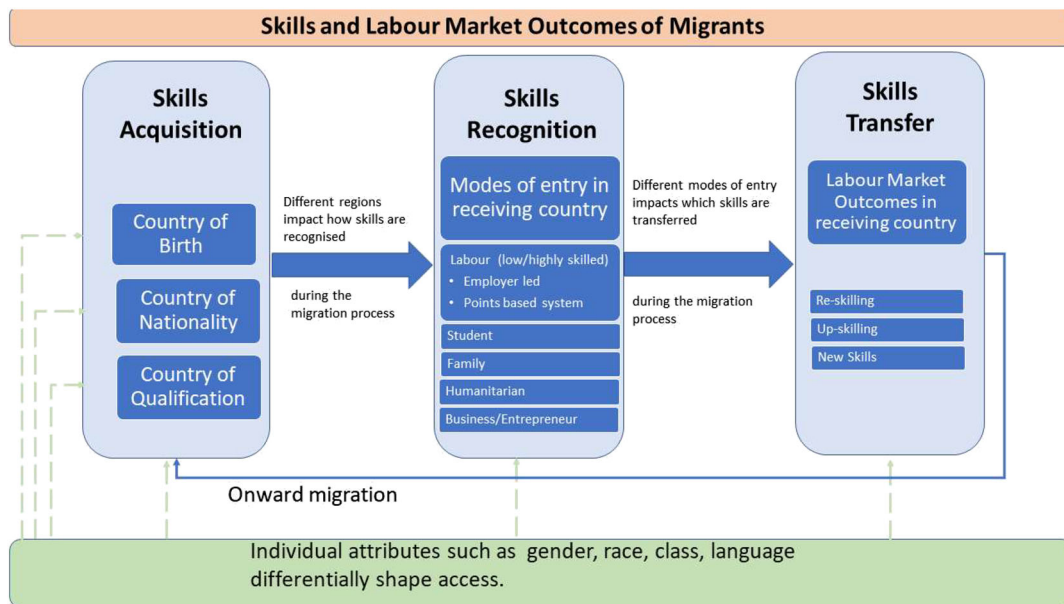 Skills and Labour Market Outcomes of Migrants
Skills
Acquisition
Country of
Birth
Country of
Nationality
Country of
Qualification
Different regions
impact how skills are
recognised
during the
migration process
Skills
Recognition
Modes of entry in
receiving country
Labour (low/highly skilled)
• Employer led
• Points based system
Student
Family
Humanitarian
Business/Entrepreneur
Different modes of entry
impacts which skills are
transferred
during the migration
process
Skills
Transfer
Labour Market
Outcomes in
receiving country
Re-skilling
Up-skilling
New Skills
Onward migration
Individual attributes such as gender, race, class, language
differentially shape access.